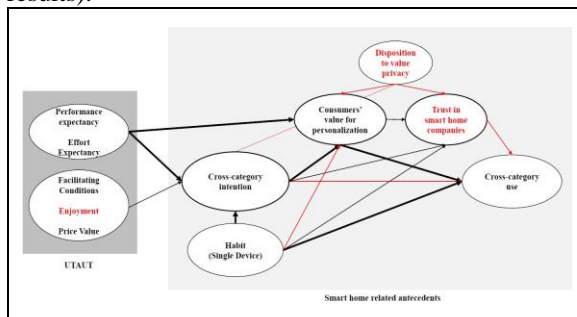 results).
Disposition
to value
privacy
Performance
expectancy
Effort
Expectancy
Consumers'
value for
personalization
Trust in
smart home
companies
Facilitating
Conditions
Enjoyment
Price Value
Cross-category
intention
Cross-category
use
Habit
(Single Device)
UTAUT
Smart home related antecedents